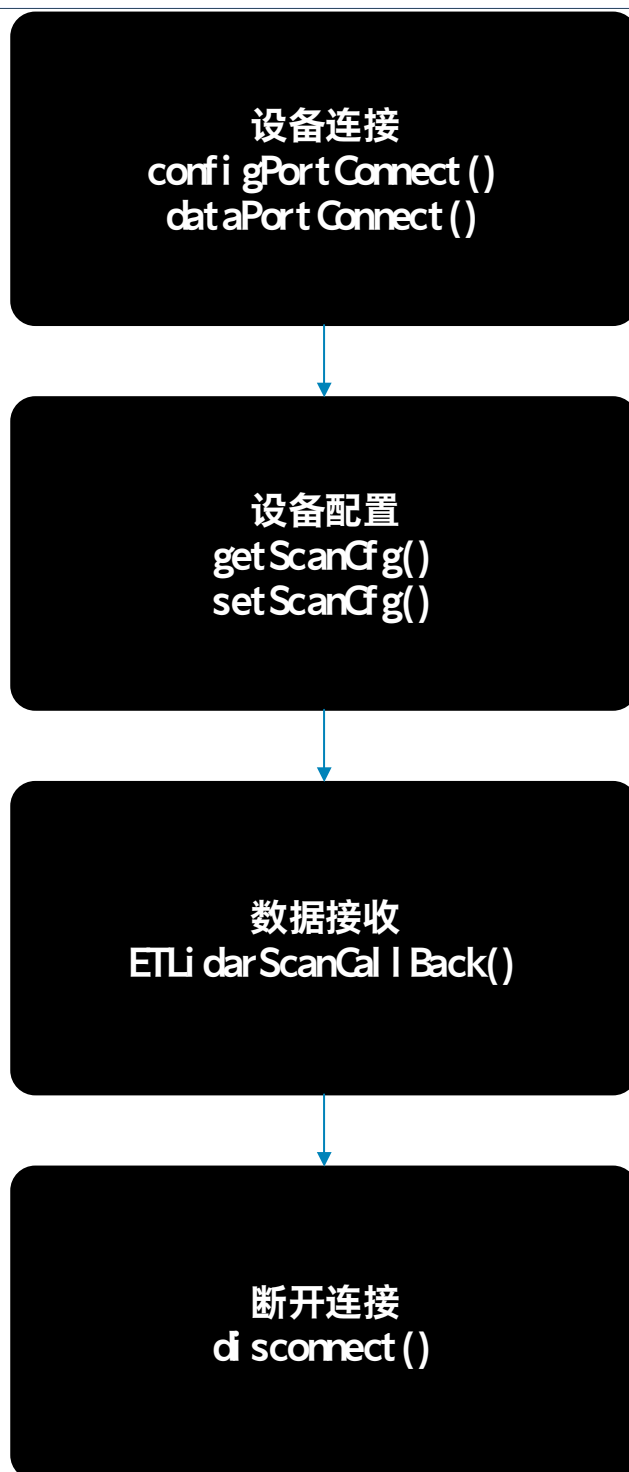 设备连接
configPortConnect()
dataPortConnect()
设备配置
getScanCfg()
setScanCfg()
数据接收
ETLidarScanCallBack()
断开连接
disconnect()